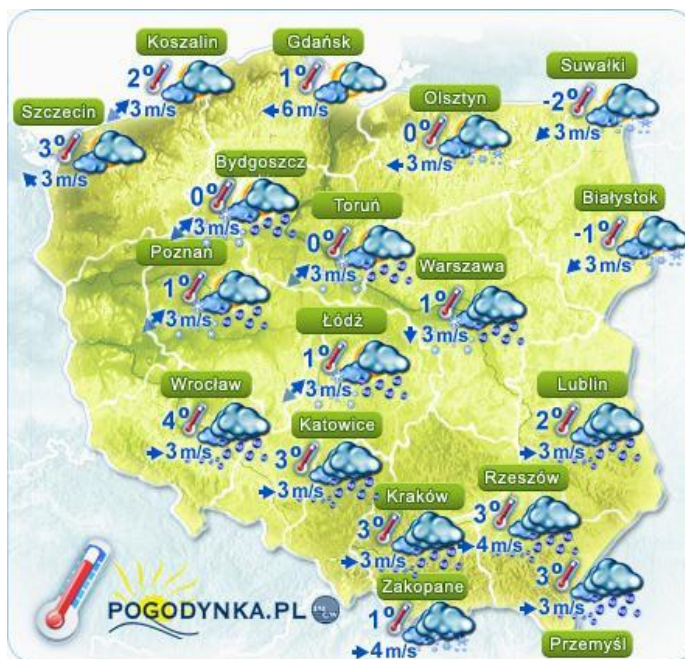 Koszalin
2°
3 m/s
Gdańsk
1°
6 m/s
Suwałki
-2°
3 m/s
Szczecin
3°
3 m/s
Olsztyn
0°
3 m/s
Bydgoszcz
0°
3 m/s
Toruń
0°
3 m/s
Białystok
-1°
3 m/s
Poznań
1°
3 m/s
Warszawa
1°
3 m/s
Łódź
1°
3 m/s
Wrocław
4°
3 m/s
Katowice
3°
3 m/s
Lublin
2°
3 m/s
Kraków
3°
3 m/s
Rzeszów
3°
4 m/s
Zakopane
1°
4 m/s
3°
3 m/s
Przemyśl
POGODYNKA.PL